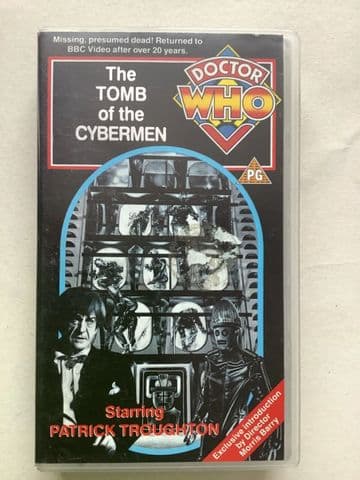 Missing, presumed dead! Returned to
BBC Video after over 20 years.
The
TOMB
of the
CYBERMEN
DOCTOR
WHO
PG
Starring
PATRICK TROUGHTON
Exclusive introduction
by Director
Morris Barry